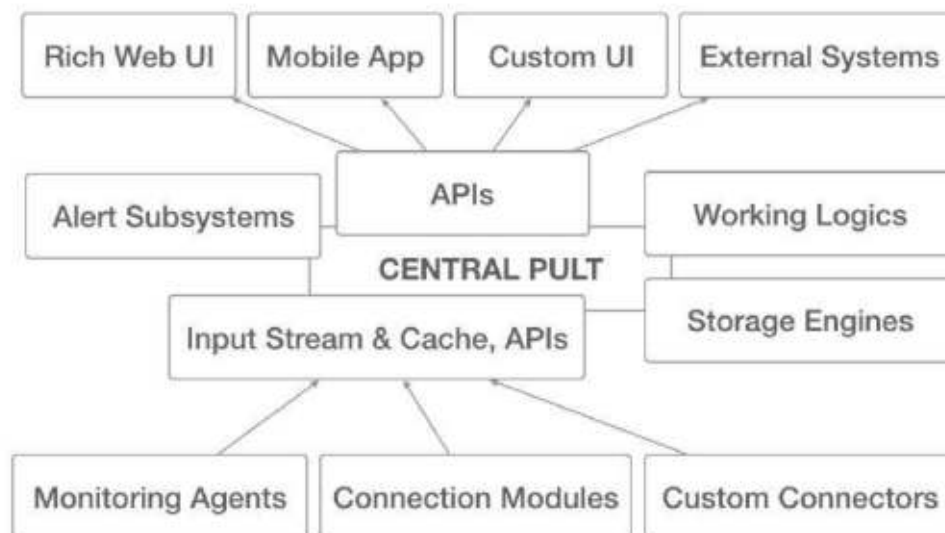 Rich Web UI
Mobile App
Custom UI
External Systems
APIs
Alert Subsystems
Working Logics
CENTRAL PULT
Storage Engines
Input Stream & Cache, APIs
Monitoring Agents
Connection Modules
Custom Connectors